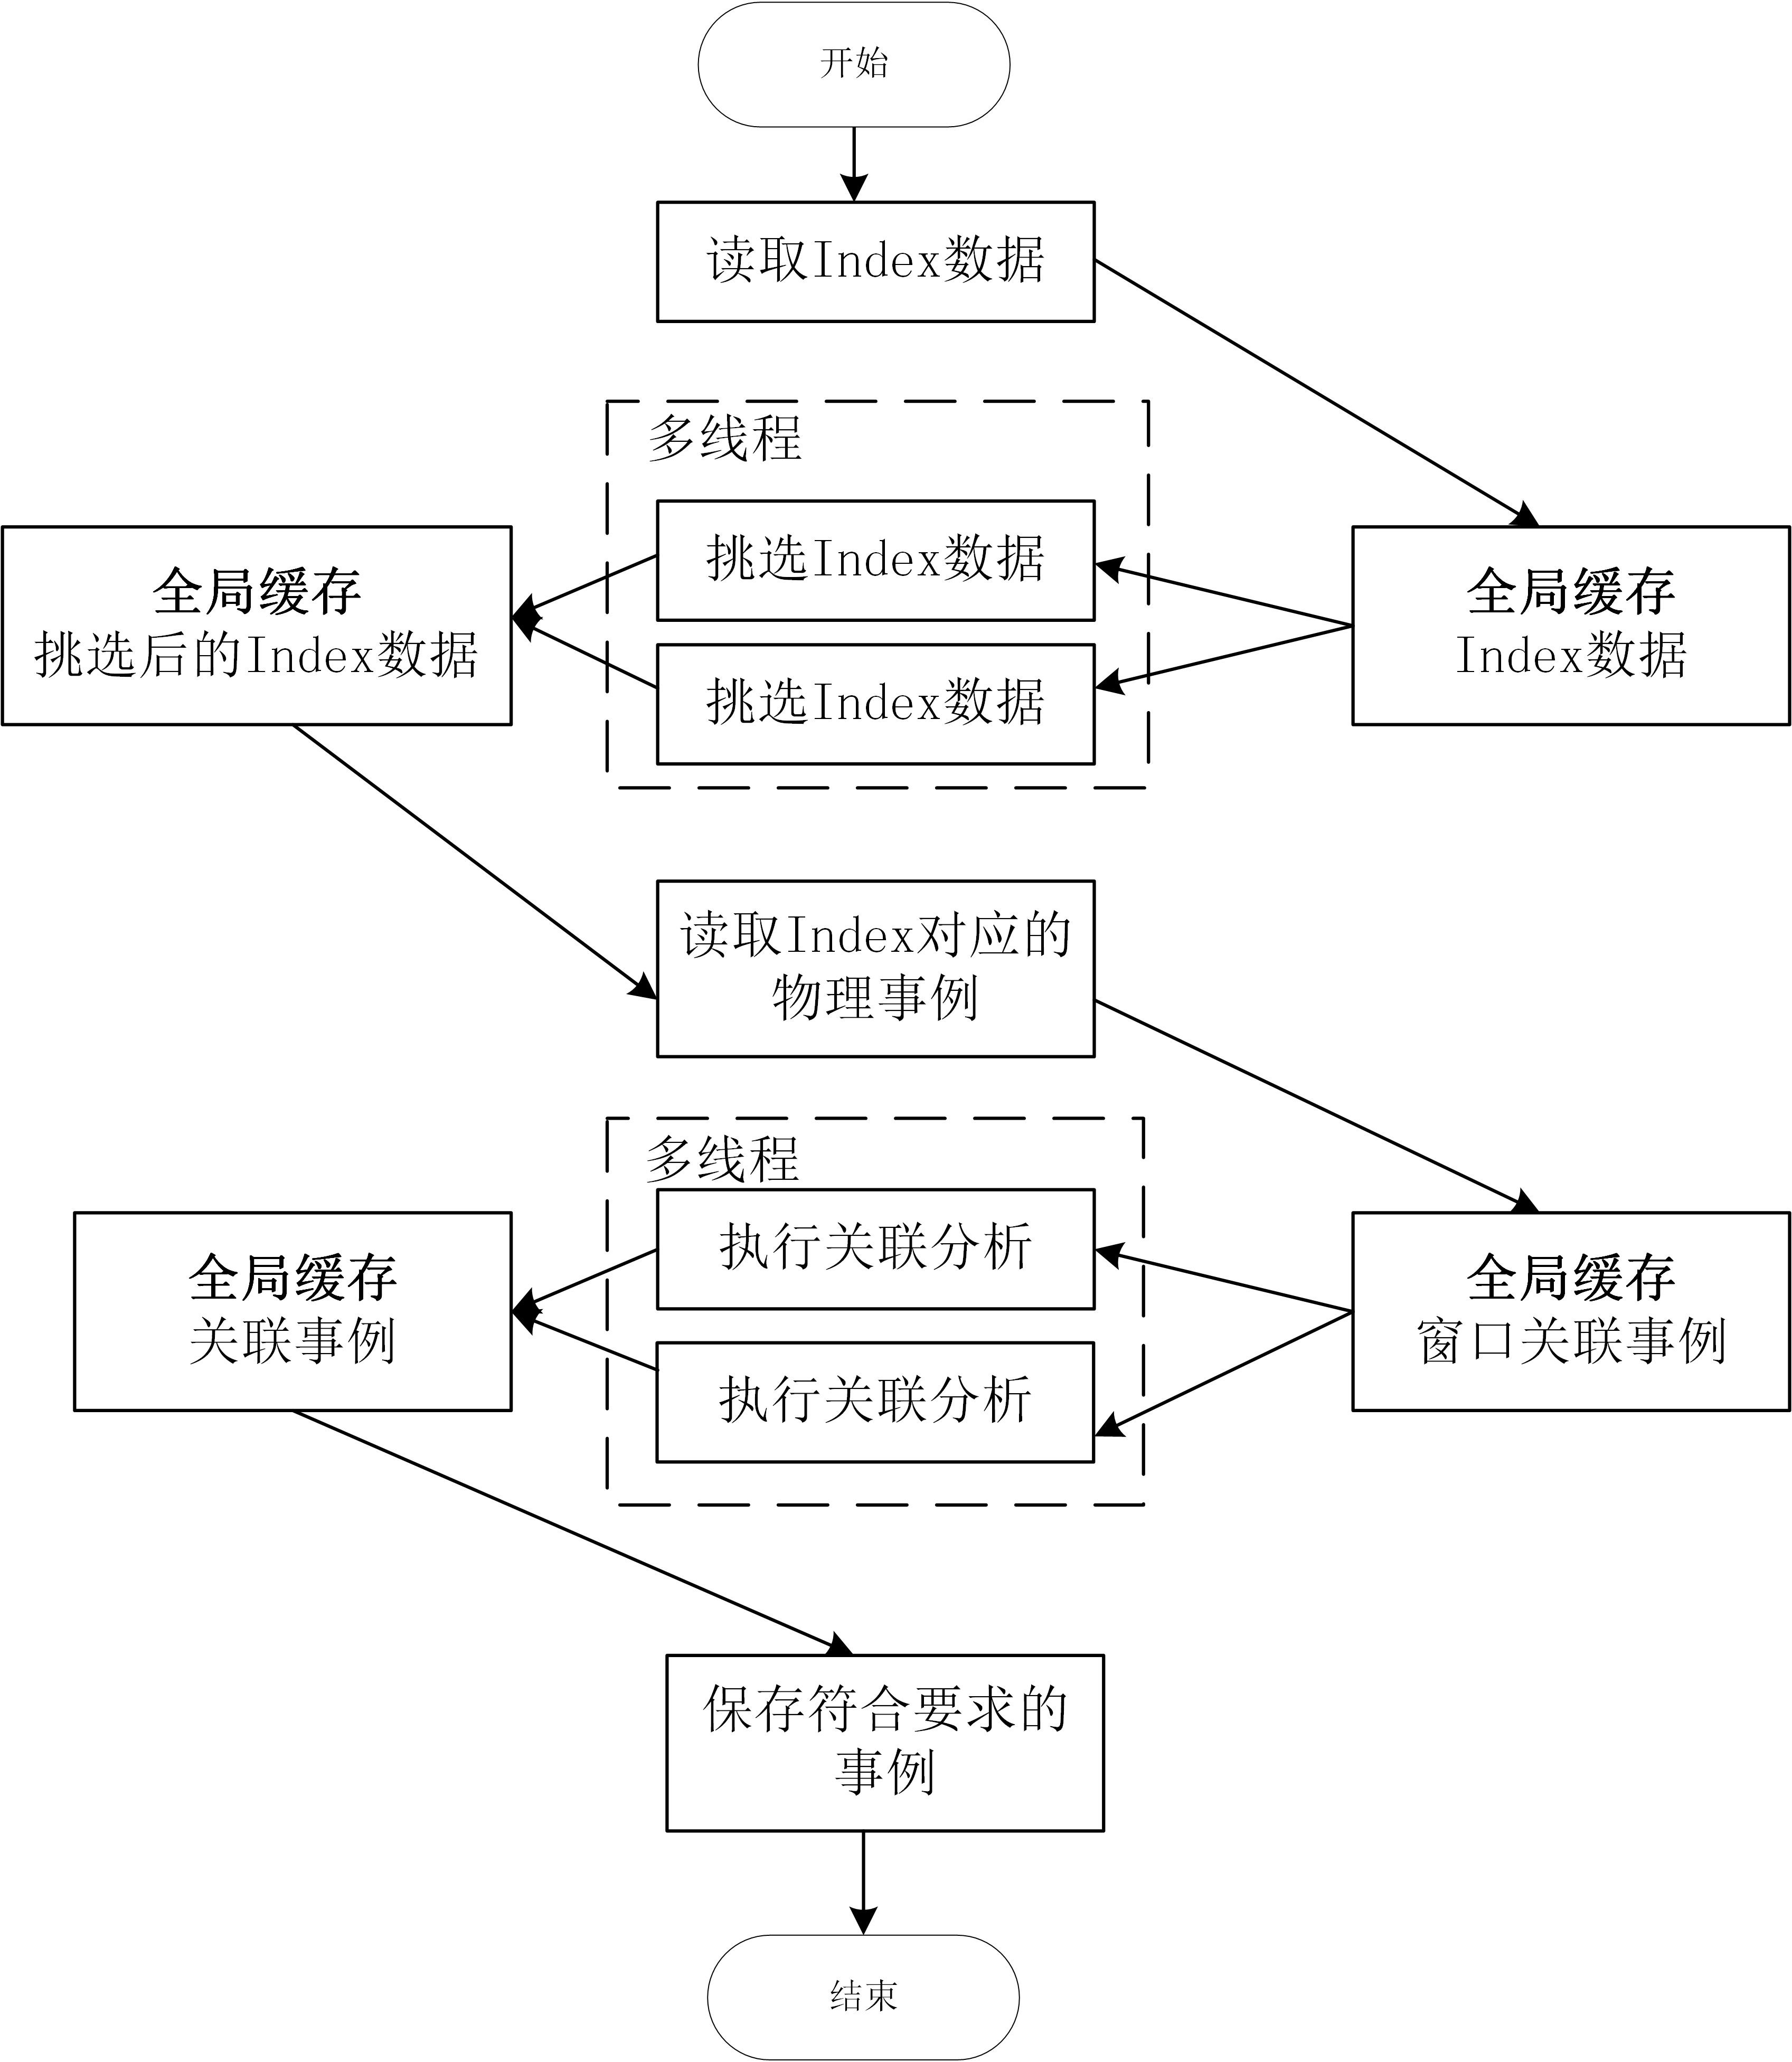 开始
读取Index数据
多线程
挑选Index数据
挑选Index数据
全局缓存
挑选后的Index数据
全局缓存
Index数据
读取Index对应的
物理事例
多线程
执行关联分析
执行关联分析
全局缓存
关联事例
全局缓存
窗口关联事例
保存符合要求的
事例
结束